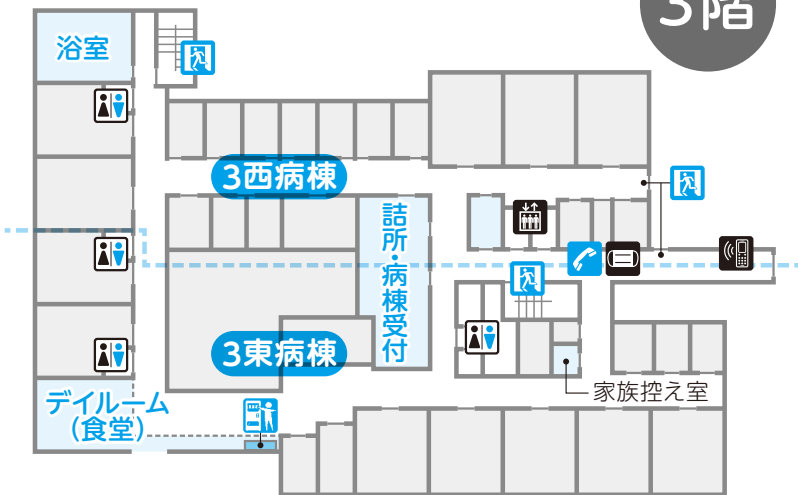 3階
浴室
3西病棟
詰所・病棟受付
3東病棟
家族控え室
デイルーム
(食堂)